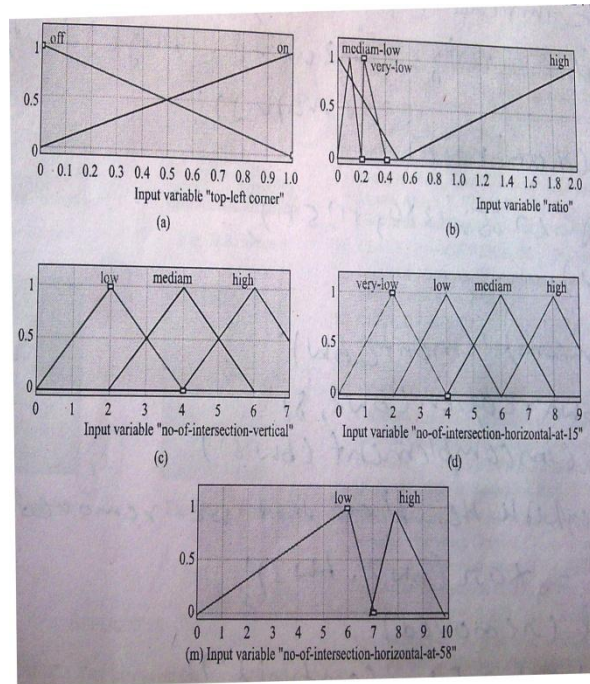 off
on
1
0.5
0
0 0.1 0.2 0.3 0.4 0.5 0.6 0.7 0.8 0.9 1.0
Input variable "top-left corner"
(a)
mediam-low
very-low
high
1
0.5
0
0 0.2 0.4 0.6 0.8 1.0 1.2 1.4 1.6 1.8 2.0
Input variable "ratio"
(b)
low mediam high
1
0.5
0
0 1 2 3 4 5 6 7
Input variable "no-of-intersection-vertical"
(c)
very-low low mediam high
1
0.5
0
0 1 2 3 4 5 6 7 8 9
Input variable "no-of-intersection-horizontal-at-15"
(d)
low high
1
0.5
0
0 1 2 3 4 5 6 7 8 9 10
(m) Input variable "no-of-intersection-horizontal-at-58"